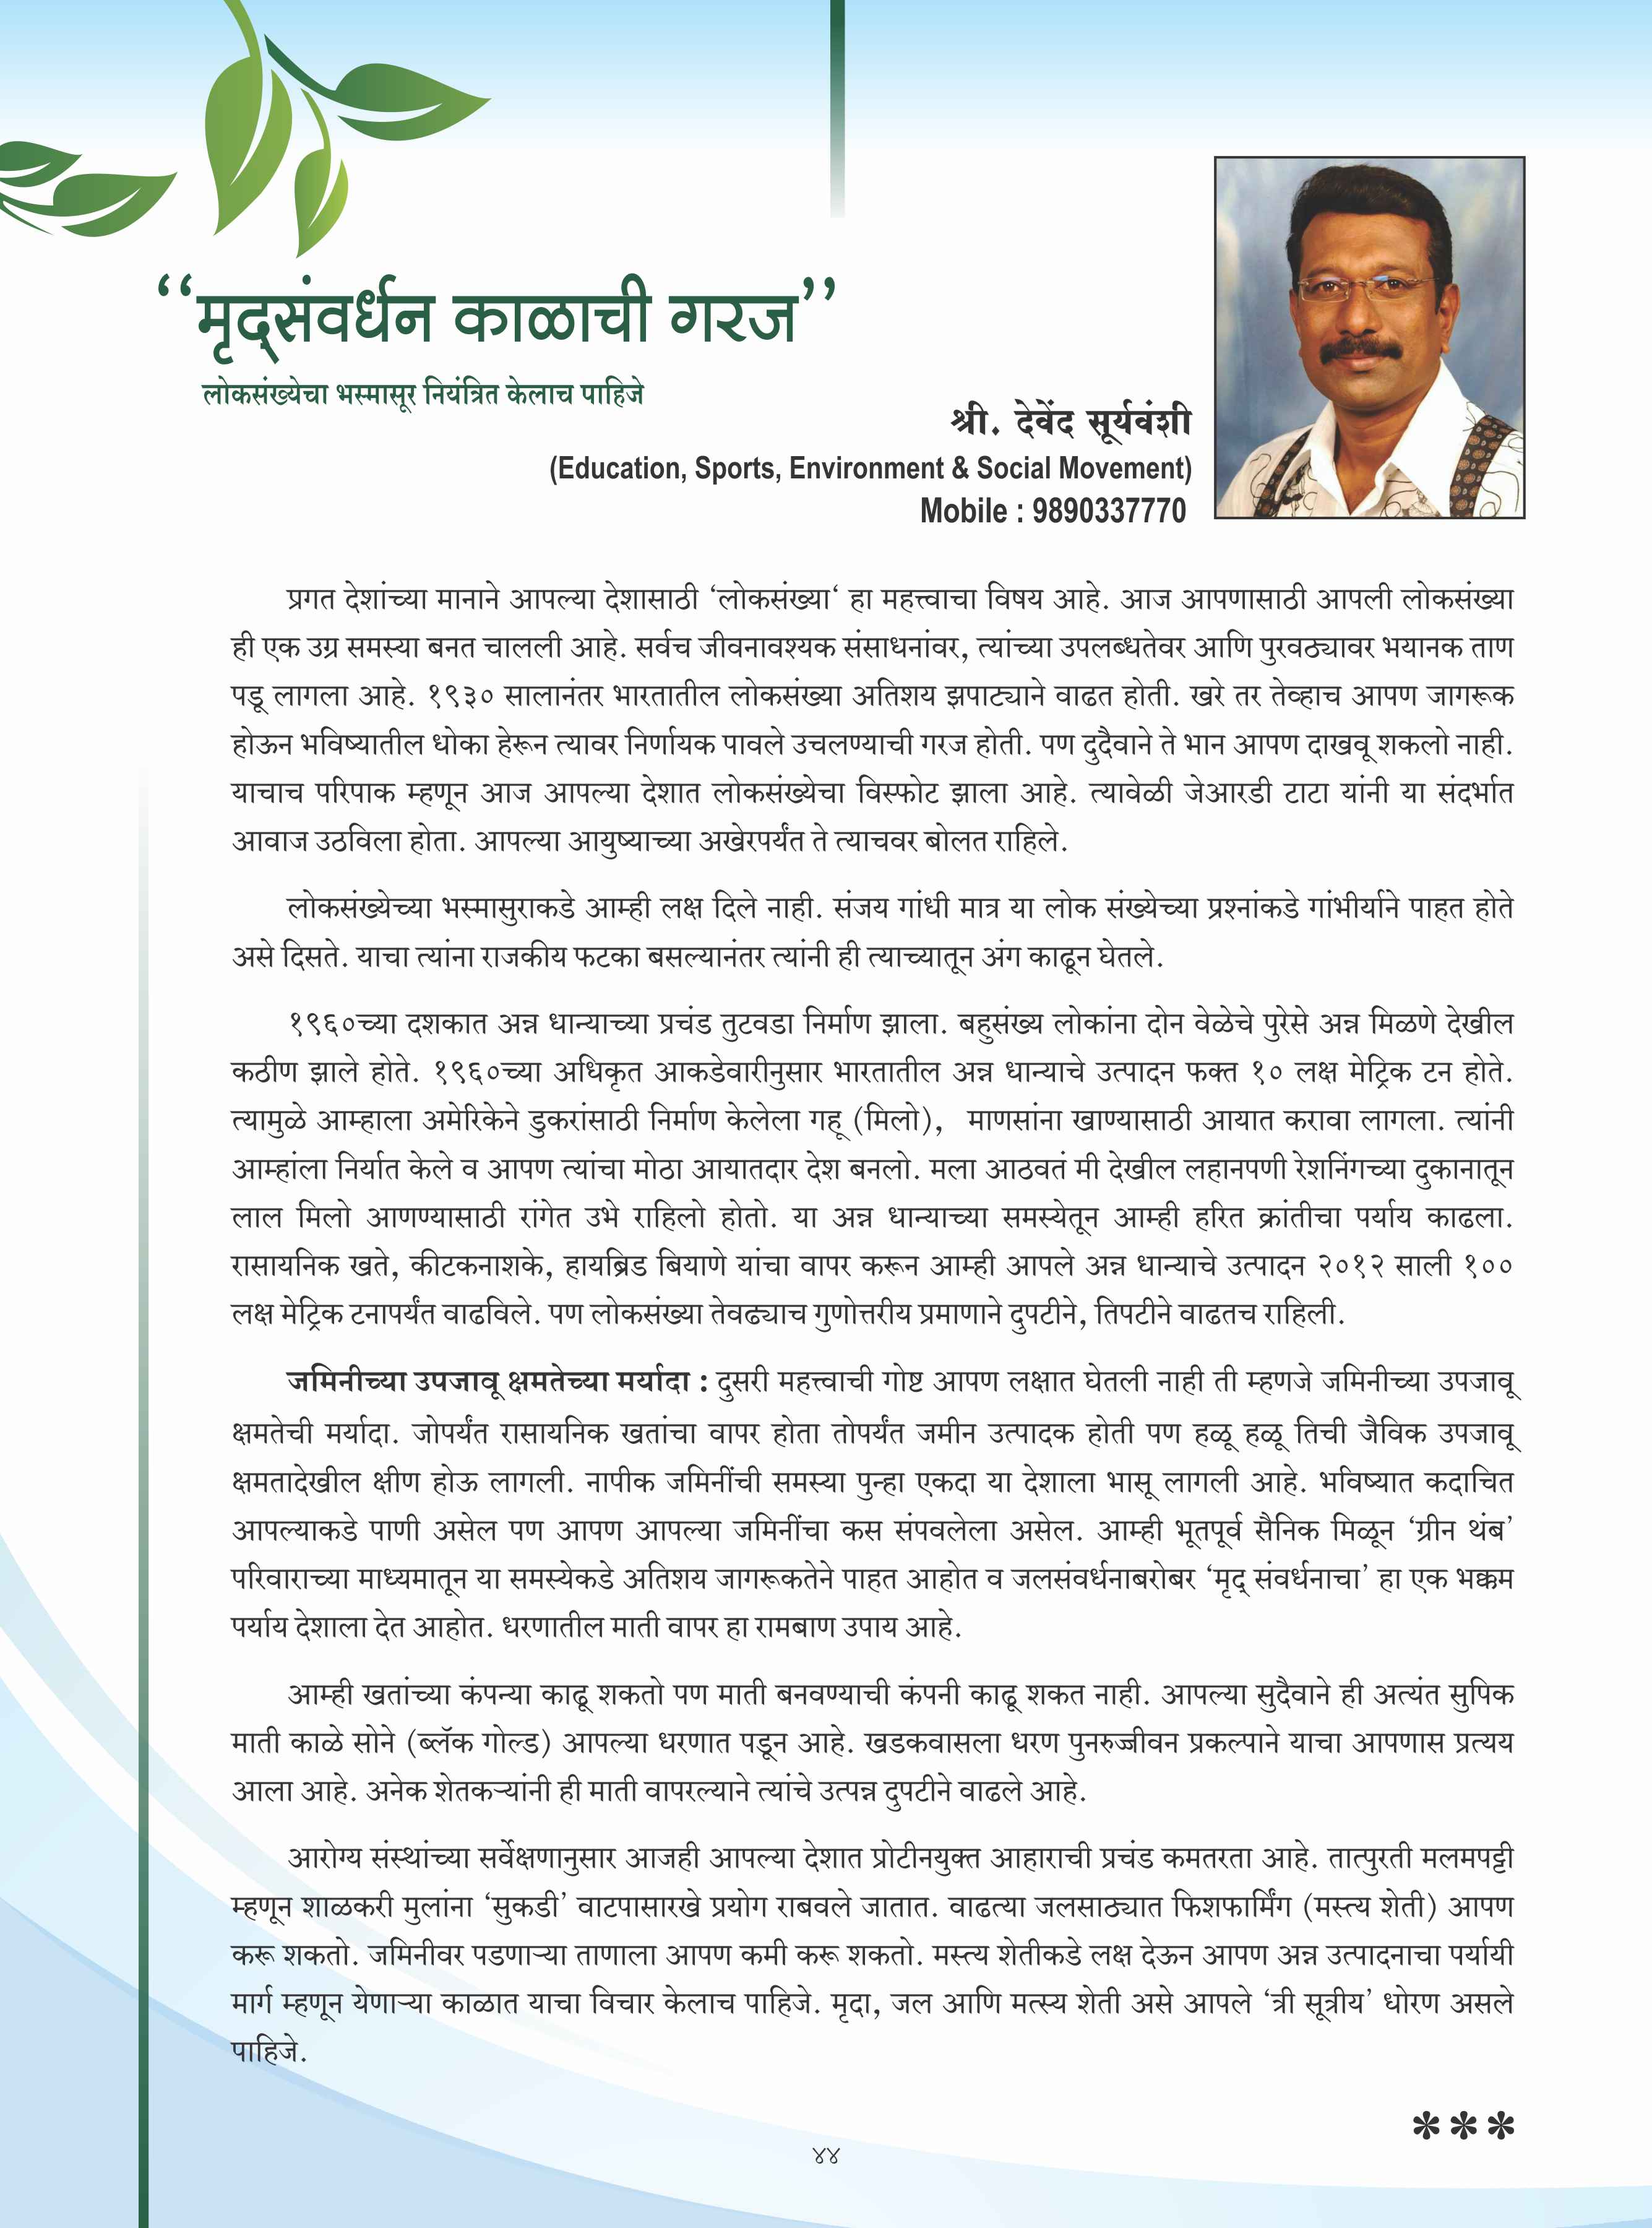 “मृद्संवर्धन काळाची गरज”
लोकसंख्येचा भस्मासूर नियंत्रित केलाच पाहिजे
श्री. देवेंद सूर्यवंशी
(Education, Sports, Environment & Social Movement)
Mobile : 9890337770
प्रगत देशांच्या मानाने आपल्या देशासाठी ‘लोकसंख्या‘ हा महत्त्वाचा विषय आहे. आज आपणासाठी आपली लोकसंख्या
ही एक उग्र समस्या बनत चालली आहे. सर्वच जीवनावश्यक संसाधनांवर, त्यांच्या उपलब्धतेवर आणि पुरवठ्यावर भयानक ताण
पडू लागला आहे. १९३० सालानंतर भारतातील लोकसंख्या अतिशय झपाट्याने वाढत होती. खरे तर तेव्हाच आपण जागरूक
होऊन भविष्यातील धोका हेरून त्यावर निर्णायक पावले उचलण्याची गरज होती. पण दुदैवाने ते भान आपण दाखवू शकलो नाही.
याचाच परिपाक म्हणून आज आपल्या देशात लोकसंख्येचा विस्फोट झाला आहे. त्यावेळी जेआरडी टाटा यांनी या संदर्भात
आवाज उठविला होता. आपल्या आयुष्याच्या अखेरपर्यंत ते त्याचवर बोलत राहिले.
लोकसंख्येच्या भस्मासुराकडे आम्ही लक्ष दिले नाही. संजय गांधी मात्र या लोक संख्येच्या प्रश्नांकडे गांभीर्याने पाहत होते
असे दिसते. याचा त्यांना राजकीय फटका बसल्यानंतर त्यांनी ही त्याच्यातून अंग काढून घेतले.
१९६०च्या दशकात अन्न धान्याच्या प्रचंड तुटवडा निर्माण झाला. बहुसंख्य लोकांना दोन वेळेचे पुरेसे अन्न मिळणे देखील
कठीण झाले होते. १९६०च्या अधिकृत आकडेवारीनुसार भारतातील अन्न धान्याचे उत्पादन फक्त १० लक्ष मेट्रिक टन होते.
त्यामुळे आम्हाला अमेरिकेने डुकरांसाठी निर्माण केलेला गहू (मिलो), माणसांना खाण्यासाठी आयात करावा लागला. त्यांनी
आम्हांला निर्यात केले व आपण त्यांचा मोठा आयातदार देश बनलो. मला आठवतं मी देखील लहानपणी रेशनिंगच्या दुकानातून
लाल मिलो आणण्यासाठी रांगेत उभे राहिलो होतो. या अन्न धान्याच्या समस्येतून आम्ही हरित क्रांतीचा पर्याय काढला.
रासायनिक खते, कीटकनाशके, हायब्रिड बियाणे यांचा वापर करून आम्ही आपले अन्न धान्याचे उत्पादन २०१२ साली १००
लक्ष मेट्रिक टनापर्यंत वाढविले. पण लोकसंख्या तेवढ्याच गुणोत्तरीय प्रमाणाने दुपटीने, तिपटीने वाढतच राहिली.
जमिनीच्या उपजावू क्षमतेच्या मर्यादा : दुसरी महत्त्वाची गोष्ट आपण लक्षात घेतली नाही ती म्हणजे जमिनीच्या उपजावू
क्षमतेची मर्यादा. जोपर्यंत रासायनिक खतांचा वापर होता तोपर्यंत जमीन उत्पादक होती पण हळू हळू तिची जैविक उपजावू
क्षमतादेखील क्षीण होऊ लागली. नापीक जमिनींची समस्या पुन्हा एकदा या देशाला भासू लागली आहे. भविष्यात कदाचित
आपल्याकडे पाणी असेल पण आपण आपल्या जमिनींचा कस संपवलेला असेल. आम्ही भूतपूर्व सैनिक मिळून ‘ग्रीन थंब’
परिवाराच्या माध्यमातून या समस्येकडे अतिशय जागरूकतेने पाहत आहोत व जलसंवर्धनाबरोबर ‘मृद् संवर्धनाचा’ हा एक भक्कम
पर्याय देशाला देत आहोत. धरणातील माती वापर हा रामबाण उपाय आहे.
आम्ही खतांच्या कंपन्या काढू शकतो पण माती बनवण्याची कंपनी काढू शकत नाही. आपल्या सुदैवाने ही अत्यंत सुपिक
माती काळे सोने (ब्लॅक गोल्ड) आपल्या धरणात पडून आहे. खडकवासला धरण पुनरुज्जीवन प्रकल्पाने याचा आपणास प्रत्यय
आला आहे. अनेक शेतकऱ्यांनी ही माती वापरल्याने त्यांचे उत्पन्न दुपटीने वाढले आहे.
आरोग्य संस्थांच्या सर्वेक्षणानुसार आजही आपल्या देशात प्रोटीनयुक्त आहाराची प्रचंड कमतरता आहे. तात्पुरती मलमपट्टी
म्हणून शाळकरी मुलांना ‘सुकडी’ वाटपासारखे प्रयोग राबवले जातात. वाढत्या जलसाठ्यात फिशफार्मिंग (मस्त्य शेती) आपण
करू शकतो. जमिनीवर पडणाऱ्या ताणाला आपण कमी करू शकतो. मस्त्य शेतीकडे लक्ष देऊन आपण अन्न उत्पादनाचा पर्यायी
मार्ग म्हणून येणाऱ्या काळात याचा विचार केलाच पाहिजे. मृदा, जल आणि मत्स्य शेती असे आपले ‘त्री सूत्रीय’ धोरण असले
पाहिजे.
✽✽✽
४४